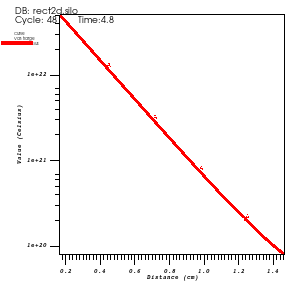 DB: rect2d.silo
Cycle: 48 Time:4.8
1e+22
1e+21
1e+20
Value (Celsius)
0.2 0.4 0.6 0.8 1.0 1.2 1.4
Distance (cm)
A
A
A
A